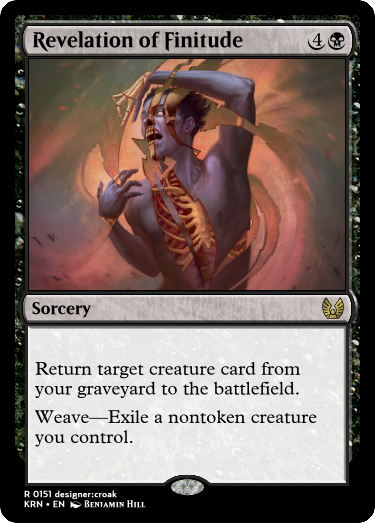 Revelation of Finitude 4
Sorcery
Return target creature card from
your graveyard to the battlefield.
Weave—Exile a nontoken creature
you control.
R 0151 designer:croak
KRN • EN Benjamin Hill